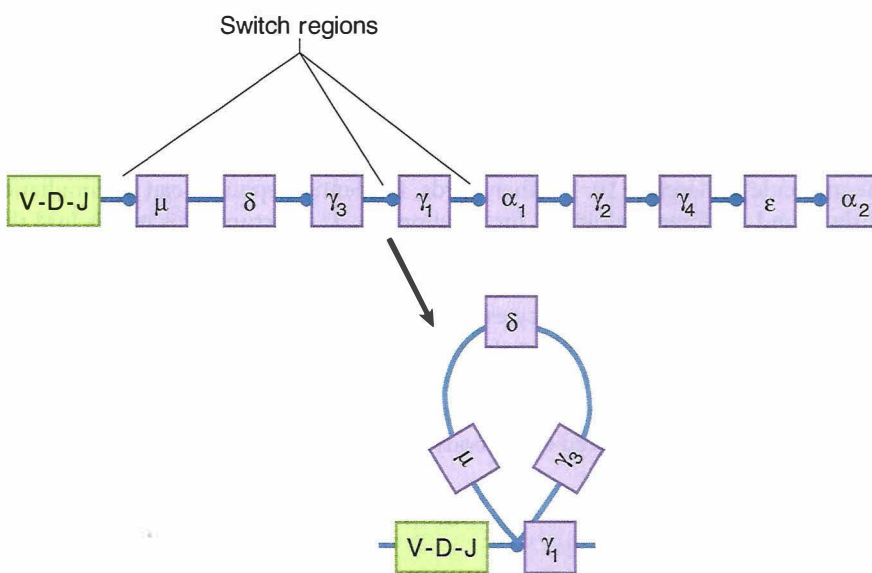 Switch regions
V-D-J μ δ γ3 γ1 α1 γ2 γ4 ε α2
δ
μ γ3
V-D-J γ1